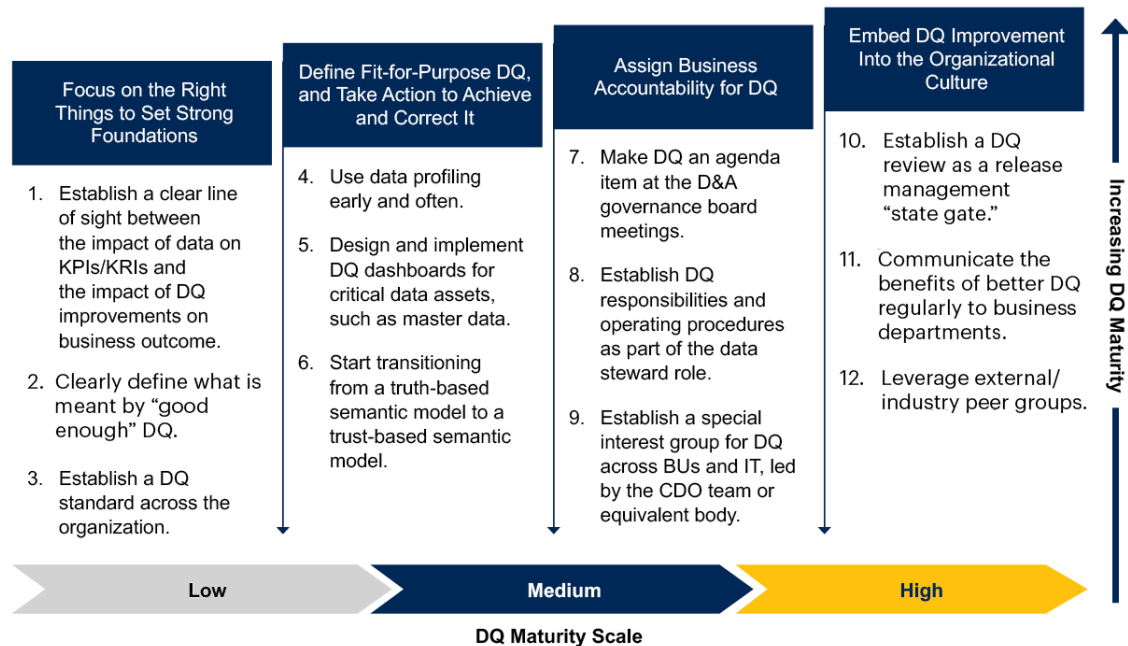 Focus on the Right
Things to Set Strong
Foundations
1. Establish a clear line
of sight between
the impact of data on
KPIs/KRIs and
the impact of DQ
improvements on
business outcome.
2. Clearly define what is
meant by “good
enough” DQ.
3. Establish a DQ
standard across the
organization.
Define Fit-for-Purpose DQ,
and Take Action to Achieve
and Correct It
4. Use data profiling
early and often.
5. Design and implement
DQ dashboards for
critical data assets,
such as master data.
6. Start transitioning
from a truth-based
semantic model to a
trust-based semantic
model.
Assign Business
Accountability for DQ
7. Make DQ an agenda
item at the D&A
governance board
meetings.
8. Establish DQ
responsibilities and
operating procedures
as part of the data
steward role.
9. Establish a special
interest group for DQ
across BUs and IT, led
by the CDO team or
equivalent body.
Embed DQ Improvement
Into the Organizational
Culture
10. Establish a DQ
review as a release
management
“state gate.”
11. Communicate the
benefits of better DQ
regularly to business
departments.
12. Leverage external/
industry peer groups.
Increasing DQ Maturity
Low
Medium
High
DQ Maturity Scale